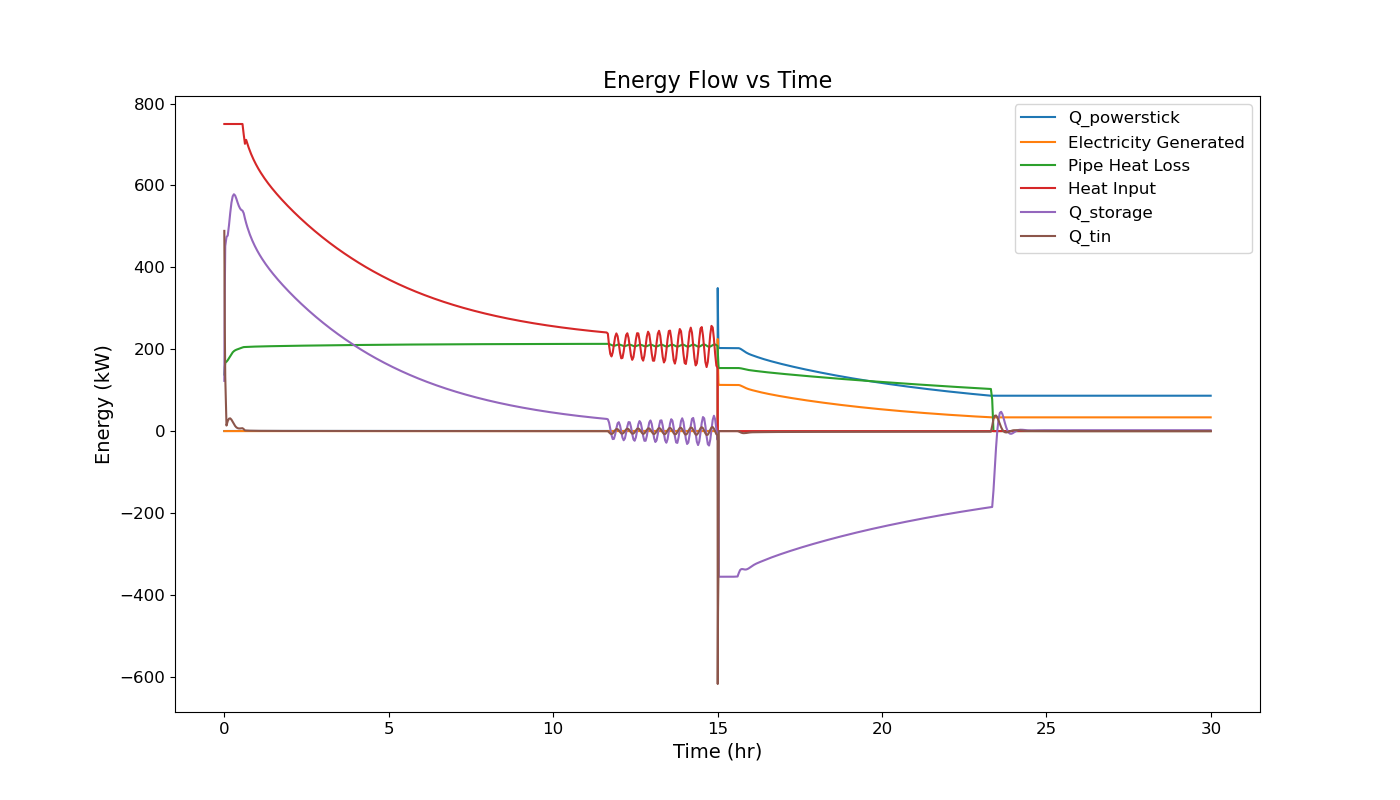 Energy Flow vs Time
800
600
400
200
0
−200
−400
−600
Energy (kW)
Q_powerstick
Electricity Generated
Pipe Heat Loss
Heat Input
Q_storage
Q_tin
0 5 10 15 20 25 30
Time (hr)